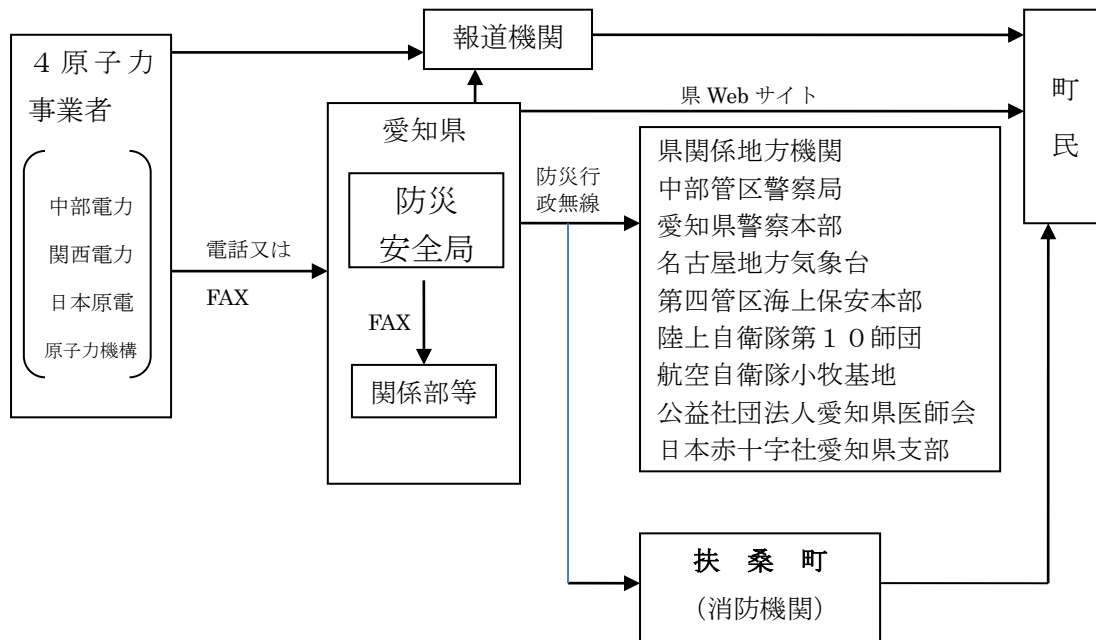 ４原子力
事業者
中部電力
関西電力
日本原電
原子力機構
電話又は
FAX
報道機関
愛知県
防災
安全局
FAX
関係部等
県 Web サイト
防災行
政無線
県関係地方機関
中部管区警察局
愛知県警察本部
名古屋地方気象台
第四管区海上保安本部
陸上自衛隊第１０師団
航空自衛隊小牧基地
公益社団法人愛知県医師会
日本赤十字社愛知県支部
扶　桑　町
（消防機関）
町
民